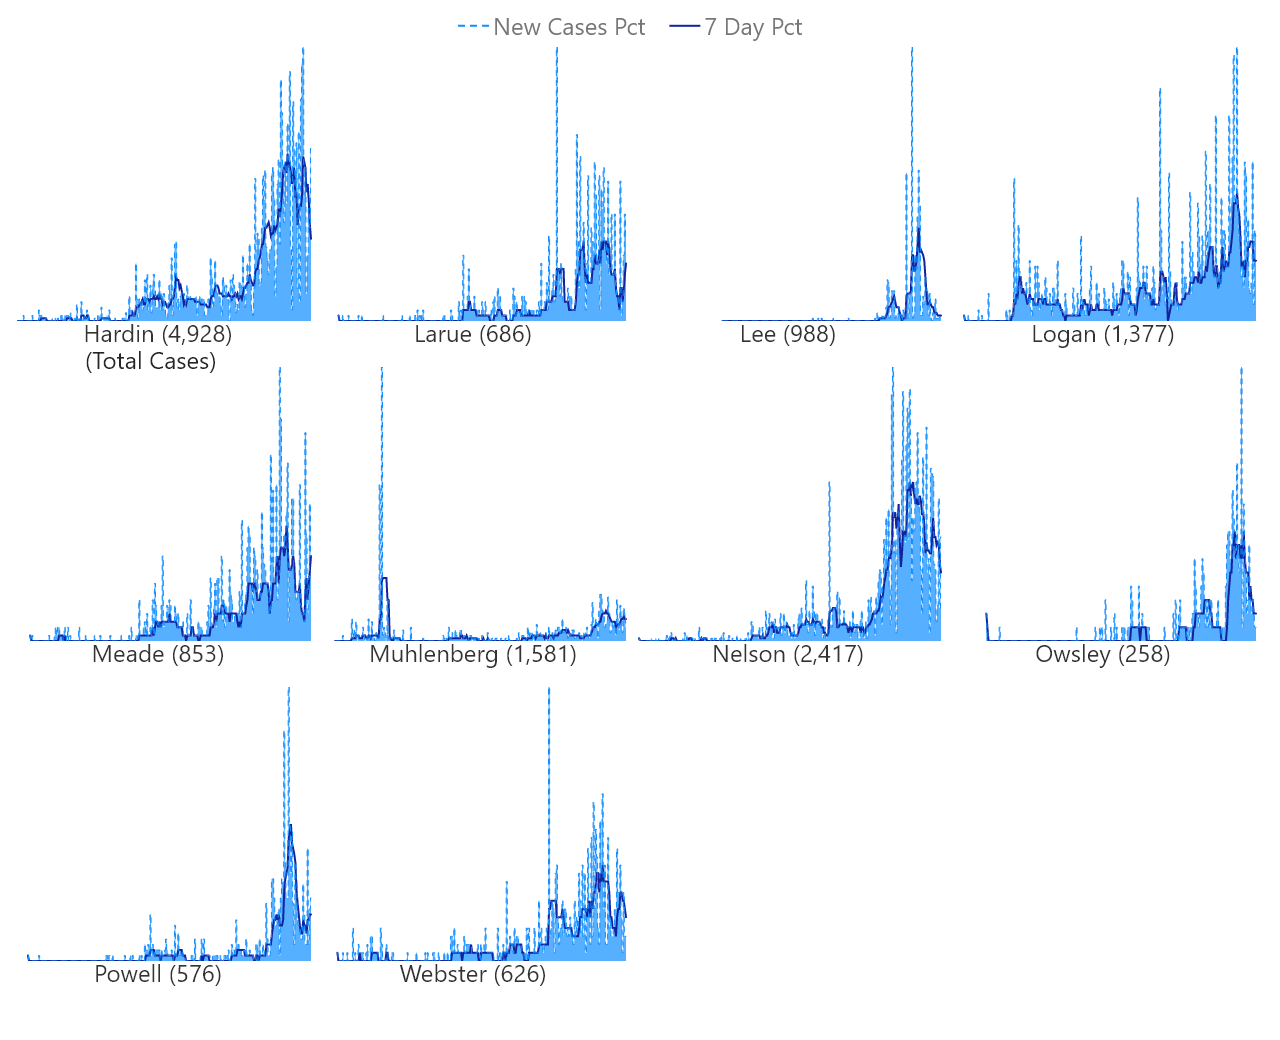 New Cases Pct 7 Day Pct
Hardin (4,928)
(Total Cases)
Larue (686)
Lee (988)
Logan (1,377)
Meade (853)
Muhlenberg (1,581)
Nelson (2,417)
Owsley (258)
Powell (576)
Webster (626)